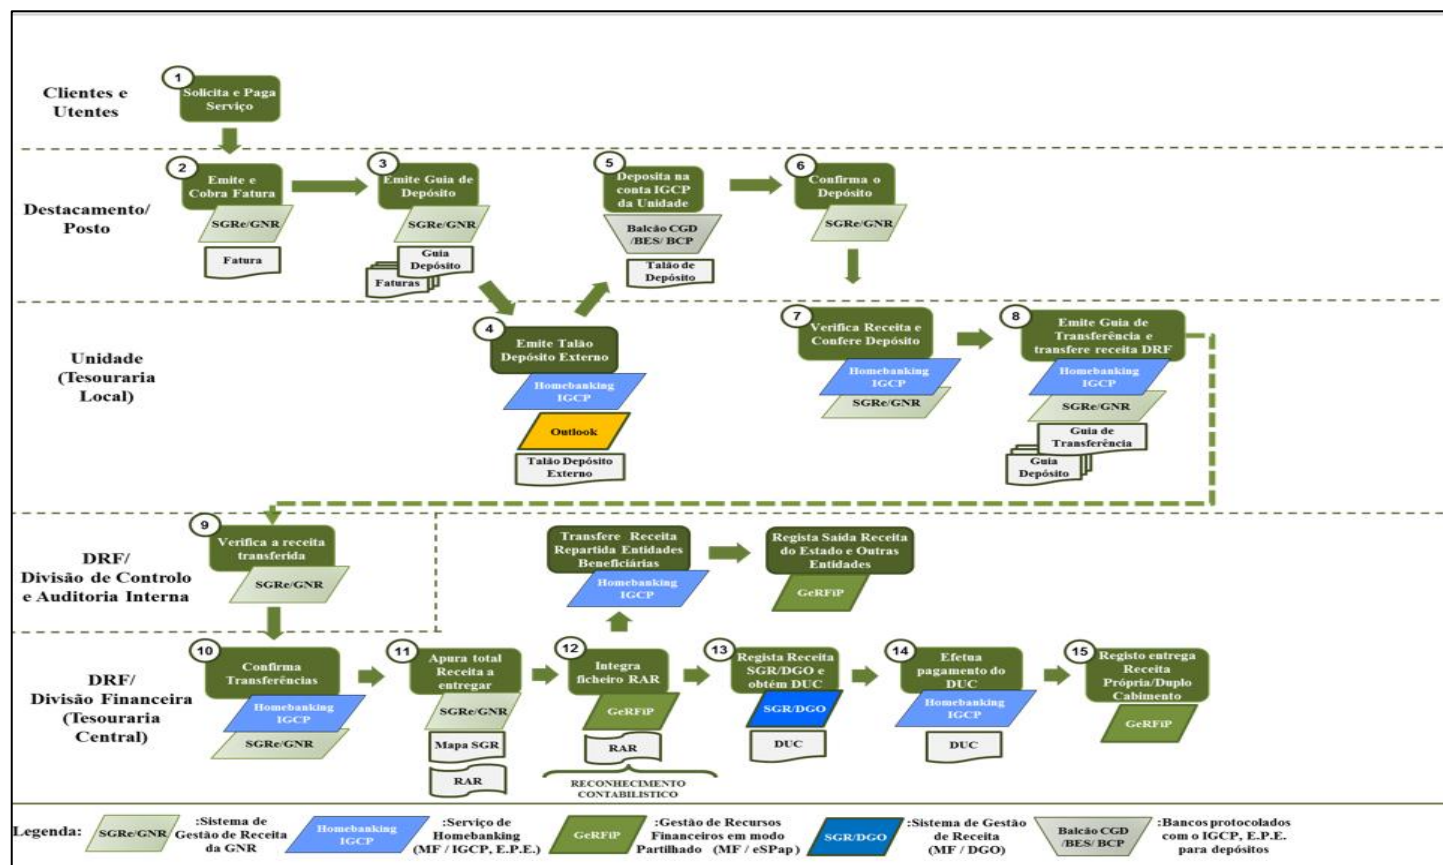 Clientes e
Utentes
1
Solicita e Paga
Serviço
Destacamento/
Posto
2
Emite e
Cobra Fatura
SGRe/GNR
Fatura
3
Emite Guia de
Depósito
SGRe/GNR
Guia
Depósito
Faturas
5
Deposita na
conta IGCP
da Unidade
Balcão CGD
/BES/ BCP
Talão de
Depósito
6
Confirma o
Depósito
SGRe/GNR
Unidade
(Tesouraria
Local)
4
Emite Talão
Depósito Externo
Homebanking
IGCP
Outlook
Talão Depósito
Externo
7
Verifica Receita e
Confere Depósito
Homebanking
IGCP
SGRe/GNR
8
Emite Guia de
Transferência e
transfere receita DRF
Homebanking
IGCP
SGRe/GNR
Guia de
Transferência
Guia
Depósito
DRF/
Divisão de Controlo
e Auditoria Interna
9
Verifica a receita
transferida
SGRe/GNR
Transfere Receita
Repartida Entidades
Beneficiárias
Homebanking
IGCP
Regista Saída Receita
do Estado e Outras
Entidades
GeRFiP
DRF/
Divisão Financeira
(Tesouraria
Central)
10
Confirma
Transferências
Homebanking
IGCP
SGRe/GNR
11
Apura total
Receita a
entregar
SGRe/GNR
Mapa SGR
RAR
12
Integra
ficheiro RAR
GeRFiP
RAR
RECONHECIMENTO
CONTABILISTICO
13
Regista Receita
SGR/DGO e
obtém DUC
SGR/DGO
DUC
14
Efetua
pagamento do
DUC
Homebanking
IGCP
DUC
15
Registo entrega
Receita
Própria/Duplo
Cabimento
GeRFiP
Legenda:
SGRe/GNR
:Sistema de
Gestão de Receita
da GNR
Homebanking
IGCP
:Serviço de
Homebanking
(MF / IGCP, E.P.E.)
GeRFiP
:Gestão de Recursos
Financeiros em modo
Partilhado (MF / eSPap)
SGR/DGO
:Sistema de Gestão
de Receita
(MF / DGO)
Balcão CGD
/BES/ BCP
:Bancos protocolados
com o IGCP, E.P.E.
para depósitos